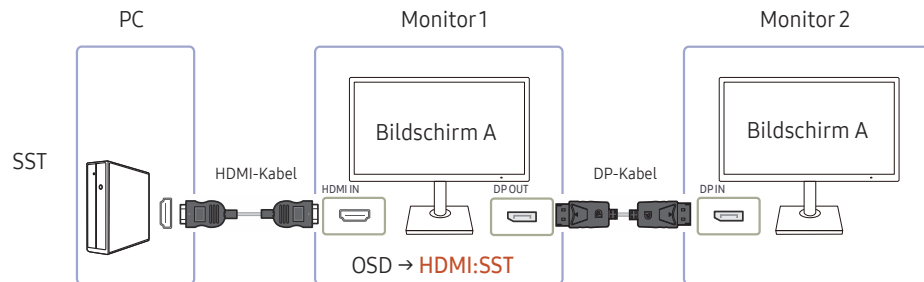 PC
Monitor 1
Monitor 2
SST
HDMI-Kabel
HDMI IN
Bildschirm A
DP OUT
DP-Kabel
DP IN
Bildschirm A
OSD → HDMI:SST